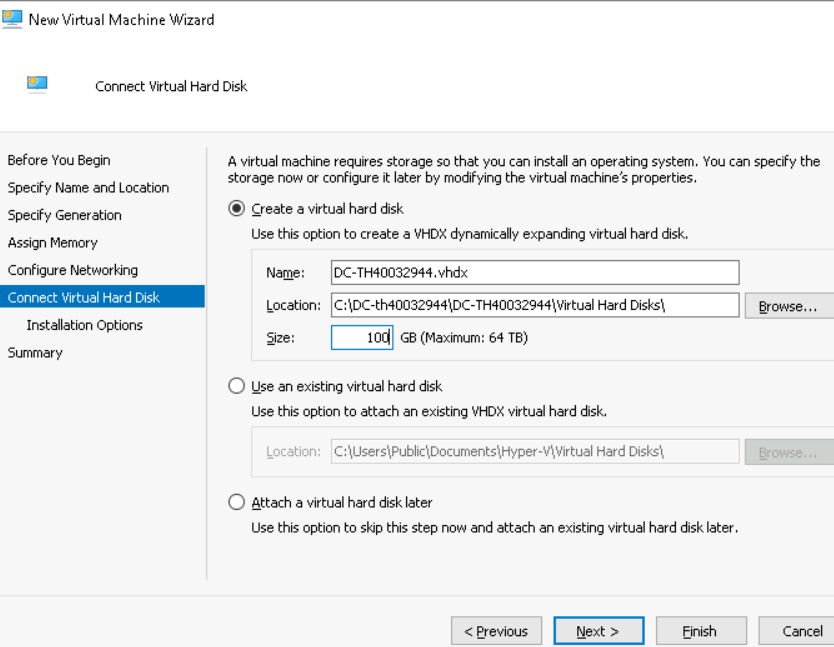 New Virtual Machine Wizard
Connect Virtual Hard Disk
Before You Begin
Specify Name and Location
Specify Generation
Assign Memory
Configure Networking
Connect Virtual Hard Disk
Installation Options
Summary
A virtual machine requires storage so that you can install an operating system. You can specify the
storage now or configure it later by modifying the virtual machine's properties.
Create a virtual hard disk
Use this option to create a VHDX dynamically expanding virtual hard disk.
Name: DC-TH40032944.vhdx
Location: C:\DC-th40032944\DC-TH40032944\Virtual Hard Disks\ Browse...
Size: 100 GB (Maximum: 64 TB)
Use an existing virtual hard disk
Use this option to attach an existing VHDX virtual hard disk.
Location: C:\Users\Public\Documents\Hyper-V\Virtual Hard Disks\ Browse...
Attach a virtual hard disk later
Use this option to skip this step now and attach an existing virtual hard disk later.
< Previous Next > Finish Cancel